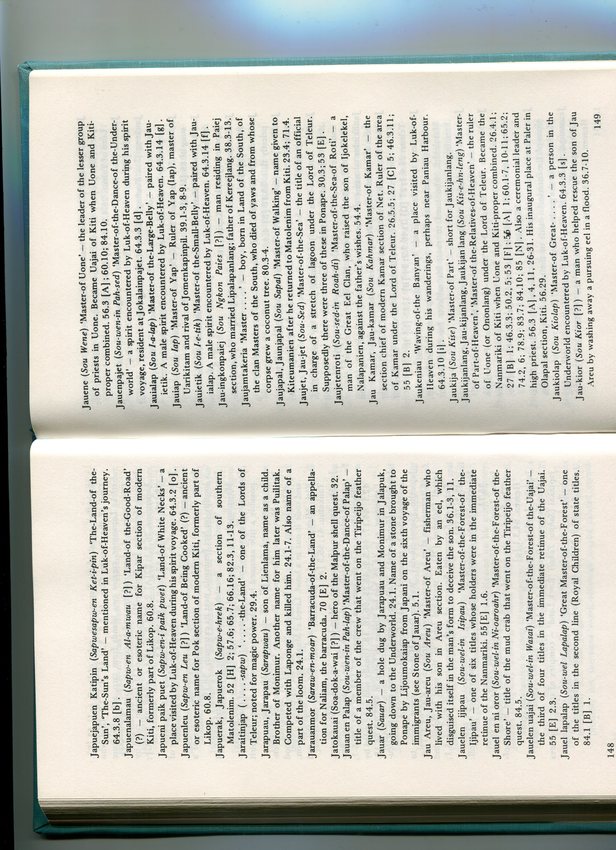 Japuejapuen Katipin (Sapwesapw-en Ket-i-pin) 'The-Land-of the-
Sun', 'The-Sun's Land' — mentioned in Luk-of-Heaven's journey.
64.3.8 [b].
Japuenalamau (Sapw-en Al-a-mwau [?]) 'Land of the-Good-Road'
(?) — ancient or esoteric name for Kipar section of modern
Kiti, formerly part of Likop. 60.8.
Japueni paik puet (Sapw-en-i paik pwet) 'Land of White Necks' — a
place visited by Luk-of-Heaven during his spirit voyage. 64.3.2 [o].
Japuenleu (Sapw-en Leu [?]) 'Land of Being Cooked' (?) — ancient
or esoteric name for Pok section of modern Kiti, formerly part of
Likop. 60.8.
Japuerak, Japuerok (Sapw-e-hrek) — a section of southern
Matolenim. 52 [H] 2; 57.6; 65.7; 66.16; 82.3, 11-13.
Jaraitinjap (. . . . -sapw) '. . . . -the-Land' — one of the Lords of
Teleur; noted for magic power. 29.4.
Jarapuau, Jarapau (Sarapwau) — son of Lienlama, name as a child.
Brother of Monimur. Another name for him later was Puilitak.
Competed with Laponge and killed him. 24.1-7. Also name of a
part of the loom. 24.1.
Jarauanmor (Saraw-en-moar) 'Barracuda-of-the-Land' — an appella-
tion for Naliam, the barracuda. 70 [E] 2.
Jatokauai (Soa-dok-a-wai [?]) — hero of the Malpur shell quest. 32.
Jauan en Palap (Sou-wen-in Pah-lap) 'Master-of-the-Dance-of Palap' —
title of a member of the crew that went on the Tiripeijo feather
quest. 84.5.
Jauar (Sauar) — a hole dug by Jarapuau and Monimur in Jalapuk,
going down to the Underworld. 24.1. Name of a stone brought to
Ponape by Lijoumokaiap from Japani on the sixth voyage of the
immigrants (see Stone of Jauar). 5.1.
Jau Areu, Jau-areu (Sou Areu) 'Master of Areu' — fisherman who
lived with his son in Areu section. Eaten by an eel, which
disguised itself in the man's form to deceive the son. 36.1-3, 11.
Jauelen ijipau (Sou-wel-in Isipau) 'Master-of-the-Forest-of the-
Ijipau' — one of six titles whose holders were in the immediate
retinue of the Nanmariki. 55[E] 1.6.
Jauel en ni oror (Sou-wel-in Ni-oaroahr) 'Master-of-the-Forest-of the-
Shore' — title of the mud crab that went on the Tiripeijo feather
quest. 84.5.
Jauelen uajai (Sou-wel-in Wasai) 'Master-of-the-Forest-of the-Uajai' —
the third of four titles in the immediate retinue of the Uajai.
55 [E] 2.3.
Jauel lapalap (Sou-wel Lapalap) 'Great Master-of-the-Forest' — one
of the titles in the second line (Royal Children) of state titles.
84.1 [B] 1.
148
Jauene (Sou Wene) 'Master-of Uone' — the leader of the lesser group
of priests in Uone. Became Uajai of Kiti when Uone and Kiti-
proper combined. 56.3 [A]; 60.10; 84.10.
Jauenpajet (Sou-wen-in Pah-sed) 'Master-of-the-Dance-of the-Under-
world' — a spirit encountered by Luk-of-Heaven during his spirit
voyage, resident at Jokalainpajet. 64.3.3 [d].
Jauialap (Sou I-a-lap) 'Master-of the-Large-Belly' — paired with Jau-
ietik. A male spirit encountered by Luk-of-Heaven. 64.3.14 [g].
Jauiap (Sou Iap) 'Master-of Yap' — Ruler of Yap (Iap), master of
Uarikitam and rival of Jomenkapinpil. 39.1-3, 8-9.
Jauietik (Sou I-e-tik) 'Master-of the-Small-Belly' — paired with Jau-
ialap. A male spirit encountered by Luk-of-Heaven. 64.3.14 [f].
Jau-ingkonpaiej (Sou Ngkon Paies [?]) — man residing in Paiej
section, who married Lipalapanlang; father of Kereejlang. 38.3-13.
Jaujamtakeria 'Master . . . .' — boy, born in Land of the South, of
the clan Masters of the South, who died of yaws and from whose
corpse grew a coconut tree. 80.3-4.
Jaujapal, Jaunjapal (Sou Sapal) 'Master-of Walking' — name given to
Kiteumanien after he returned to Matolenim from Kiti. 23.4; 71.4.
Jaujet, Jau-jet (Sou-Sed) 'Master-of-the-Sea' — the title of an official
in charge of a stretch of lagoon under the Lord of Teleur.
Supposedly there were three of these in Ponape. 30.3; 53 [E].
Jaujetenroti (Sou-sed-in Roah-di) 'Master-of-the-Sea-of Roti' — a
man of the Great Eel Clan, who raised the son of Ijokelekel,
Nalapanien, against the father's wishes. 54.4.
Jau Kamar, Jau-kamar (Sou Kahmar) 'Master-of Kamar' — the
section chief of modern Kamar section of Net. Ruler of the area
of Kamar under the Lord of Teleur. 26.5.5; 27 [C] 5; 46.3.11;
55 [B] 2.
Jaukeniau 'Waving-of-the Banyan' — a place visited by Luk-of-
Heaven during his wanderings, perhaps near Paniau Harbour.
64.3.10 [i].
Jaukija (Sou Kise) 'Master-of Part' — short for Jaukijanlang.
Jaukijanlang, Jau-kijanlang, Jaukijan lang (Sou Kis-e-hn-leng) 'Master-
of Part-of-Heaven', 'Master-of the-Relatives-of-Heaven' — the ruler
of Uone (or Ononlang) under the Lord of Teleur. Became the
Nanmariki of Kiti when Uone and Kiti-proper combined. 26.4.1;
27 [B] 1; 46.3.3; 50.2, 5; 53 [F]; 56 [A] 1; 60.1-7, 10-11; 65.2;
74.2, 6; 78.9; 83.7; 84.10; 85 [N]. Also a ceremonial leader and
high priest. 56.3 [A], 4, 11, 26-31. His inaugural place at Paler in
Olapal section, Kiti. 56.29.
Jaukiolap (Sou Kiolap) 'Master-of Great- . . . .' — a person in the
Underworld encountered by Luk-of-Heaven. 64.3.3 [s].
Jau-kior (Sou Kior [?]) — a man who helped rescue the son of Jau
Areu by washing away a pursuing eel in a flood. 36.7-10.
149